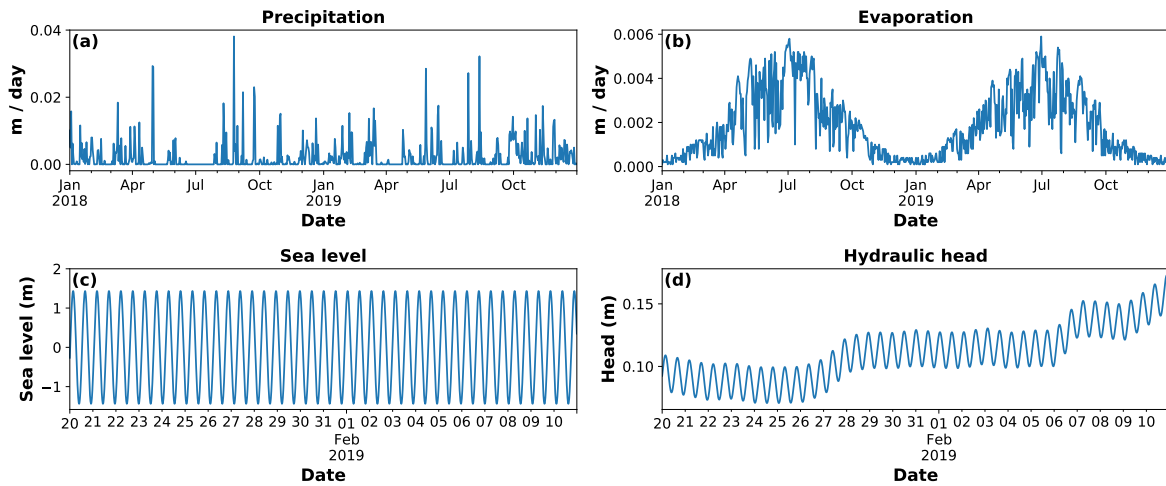 Precipitation
(a)
m / day
0.04
0.02
0.00
Jan Apr Jul Oct Jan Apr Jul Oct
2018 2019
Date
Evaporation
(b)
m / day
0.006
0.004
0.002
0.000
Jan Apr Jul Oct Jan Apr Jul Oct
2018 2019
Date
Sea level
(c)
Sea level (m)
2
1
0
−1
20 21 22 23 24 25 26 27 28 29 30 31 01 02 03 04 05 06 07 08 09 10
Feb
2019
Date
Hydraulic head
(d)
Head (m)
0.15
0.10
20 21 22 23 24 25 26 27 28 29 30 31 01 02 03 04 05 06 07 08 09 10
Feb
2019
Date